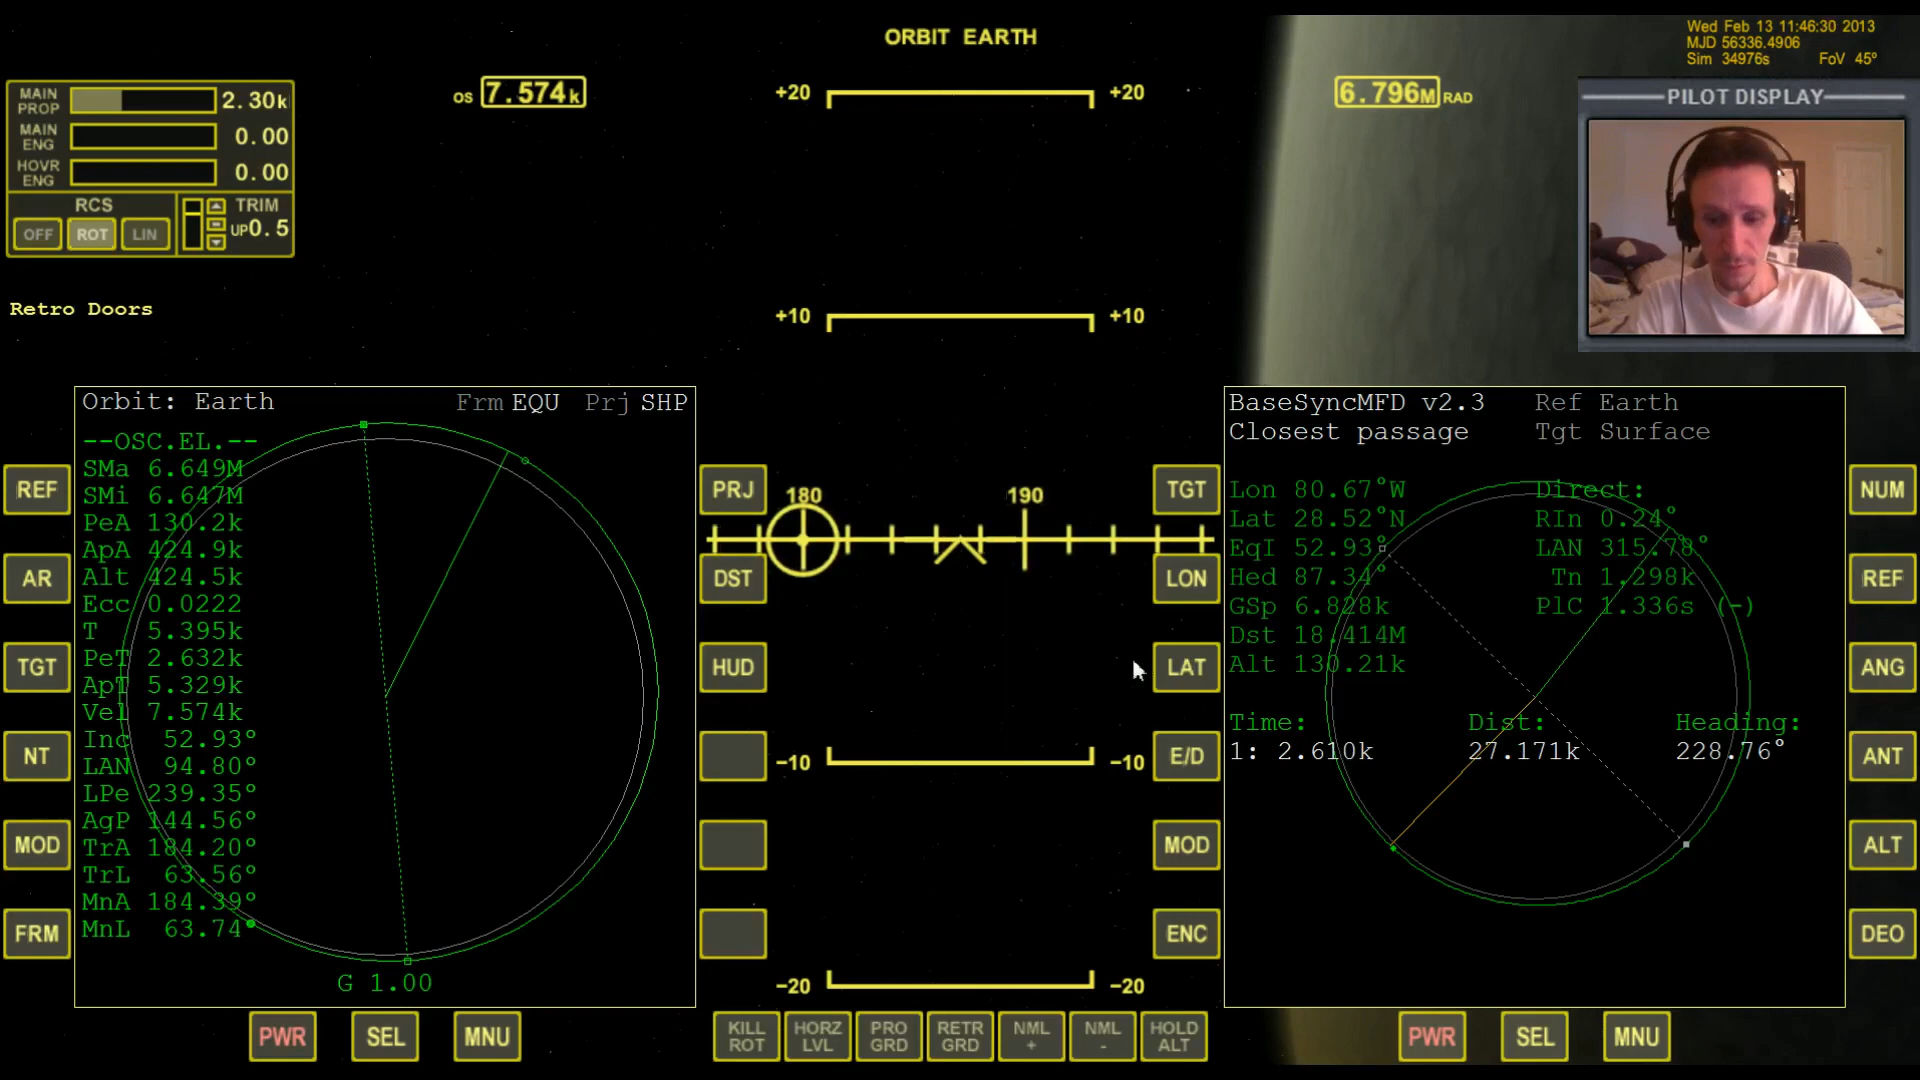 ORBIT EARTH
Wed Feb 13 11:46:30 2013
MJD 56336.4906
Sim 34976s FoV 45º
MAIN PROP 2.30k
MAIN ENG 0.00
HOVR ENG 0.00
RCS TRIM
OFF ROT LIN UP 0.5
Retro Doors
OS 7.574k
6.796M RAD
PILOT DISPLAY
+20 +20
+10 +10
180 190
-10 -10
-20 -20
Orbit: Earth Frm EQU Prj SHP
--OSC.EL.--
SMa 6.649M
SMi 6.647M
PeA 130.2k
ApA 424.9k
Alt 424.5k
Ecc 0.0222
T 5.395k
PeT 2.632k
ApT 5.329k
Vel 7.574k
Inc 52.93°
LAN 94.80°
LPe 239.35°
AgP 144.56°
TrA 184.20°
TrL 63.56°
MnA 184.39°
MnL 63.74°
G 1.00
REF
AR
TGT
NT
MOD
FRM
PRJ
DST
HUD
PWR SEL MNU
KILL ROT
HORZ LVL
PRO GRD
RETR GRD
NML +
NML -
HOLD ALT
TGT
LON
LAT
E/D
MOD
ENC
BaseSyncMFD v2.3 Ref Earth
Closest passage Tgt Surface
Lon 80.67°W Direct:
Lat 28.52°N RIn 0.24°
EqI 52.93° LAN 315.78°
Hed 87.34° Tn 1.298k
GSp 6.828k PlC 1.336s (-)
Dst 18.414M
Alt 130.21k
Time: Dist: Heading:
1: 2.610k 27.171k 228.76°
NUM
REF
ANG
ANT
ALT
DEO
PWR SEL MNU